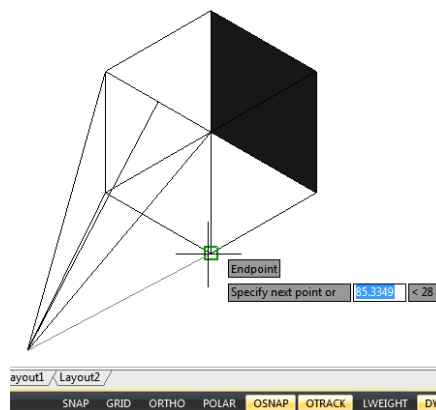 Endpoint
Specify next point or 85.3349 < 28
ayout1 Layout2
SNAP GRID ORTHO POLAR OSNAP OTRACK LWEIGHT DY